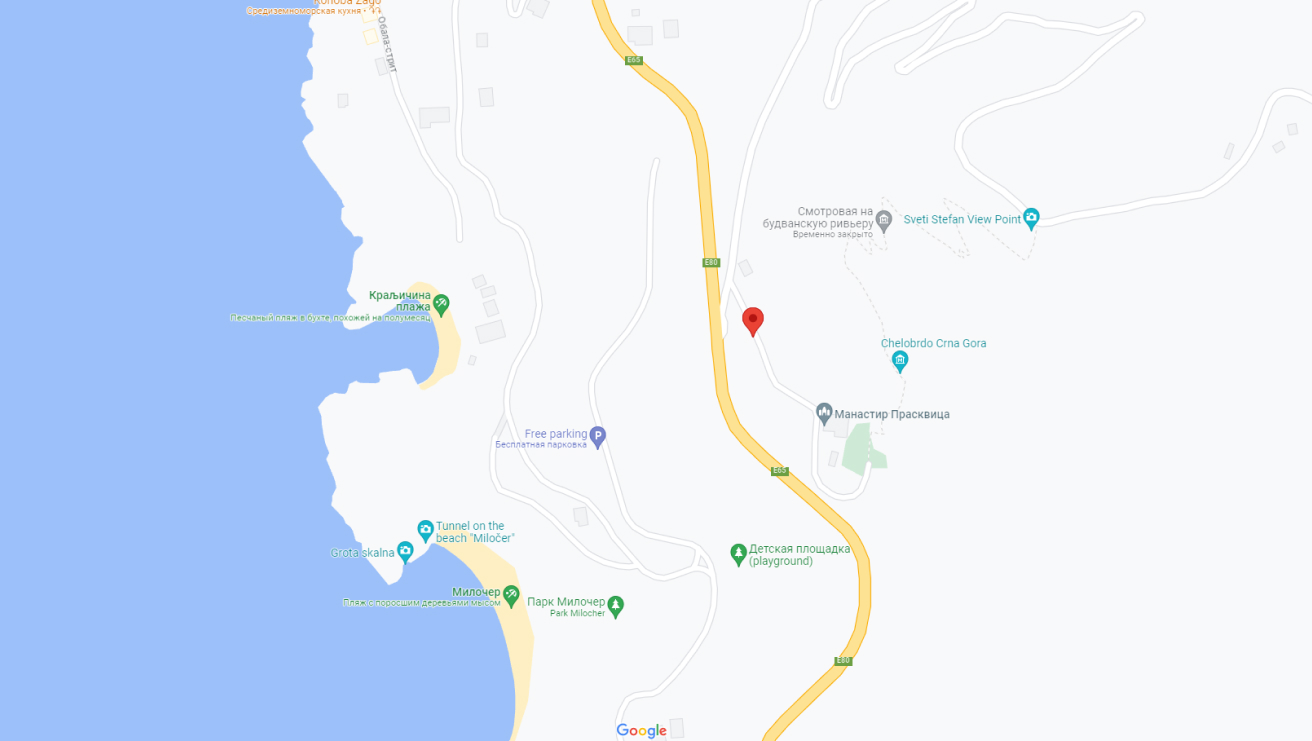 Konoba Zago
Средиземноморская кухня •
Обала-стрит
E65
Смотровая на
будванскую ривьеру
Временно закрыто
Sveti Stefan View Point
E80
Краљичина
плажа
Песчаный пляж в бухте, похожей на полумесяц
Chelobrdo Crna Gora
Манастир Прасквица
Free parking
Бесплатная парковка
E65
Tunnel on the
beach "Miločer"
Grota skalna
Детская площадка
(playground)
Милочер
Пляж с поросшим деревьями мысом
Парк Милочер
Park Milocher
E80
Google